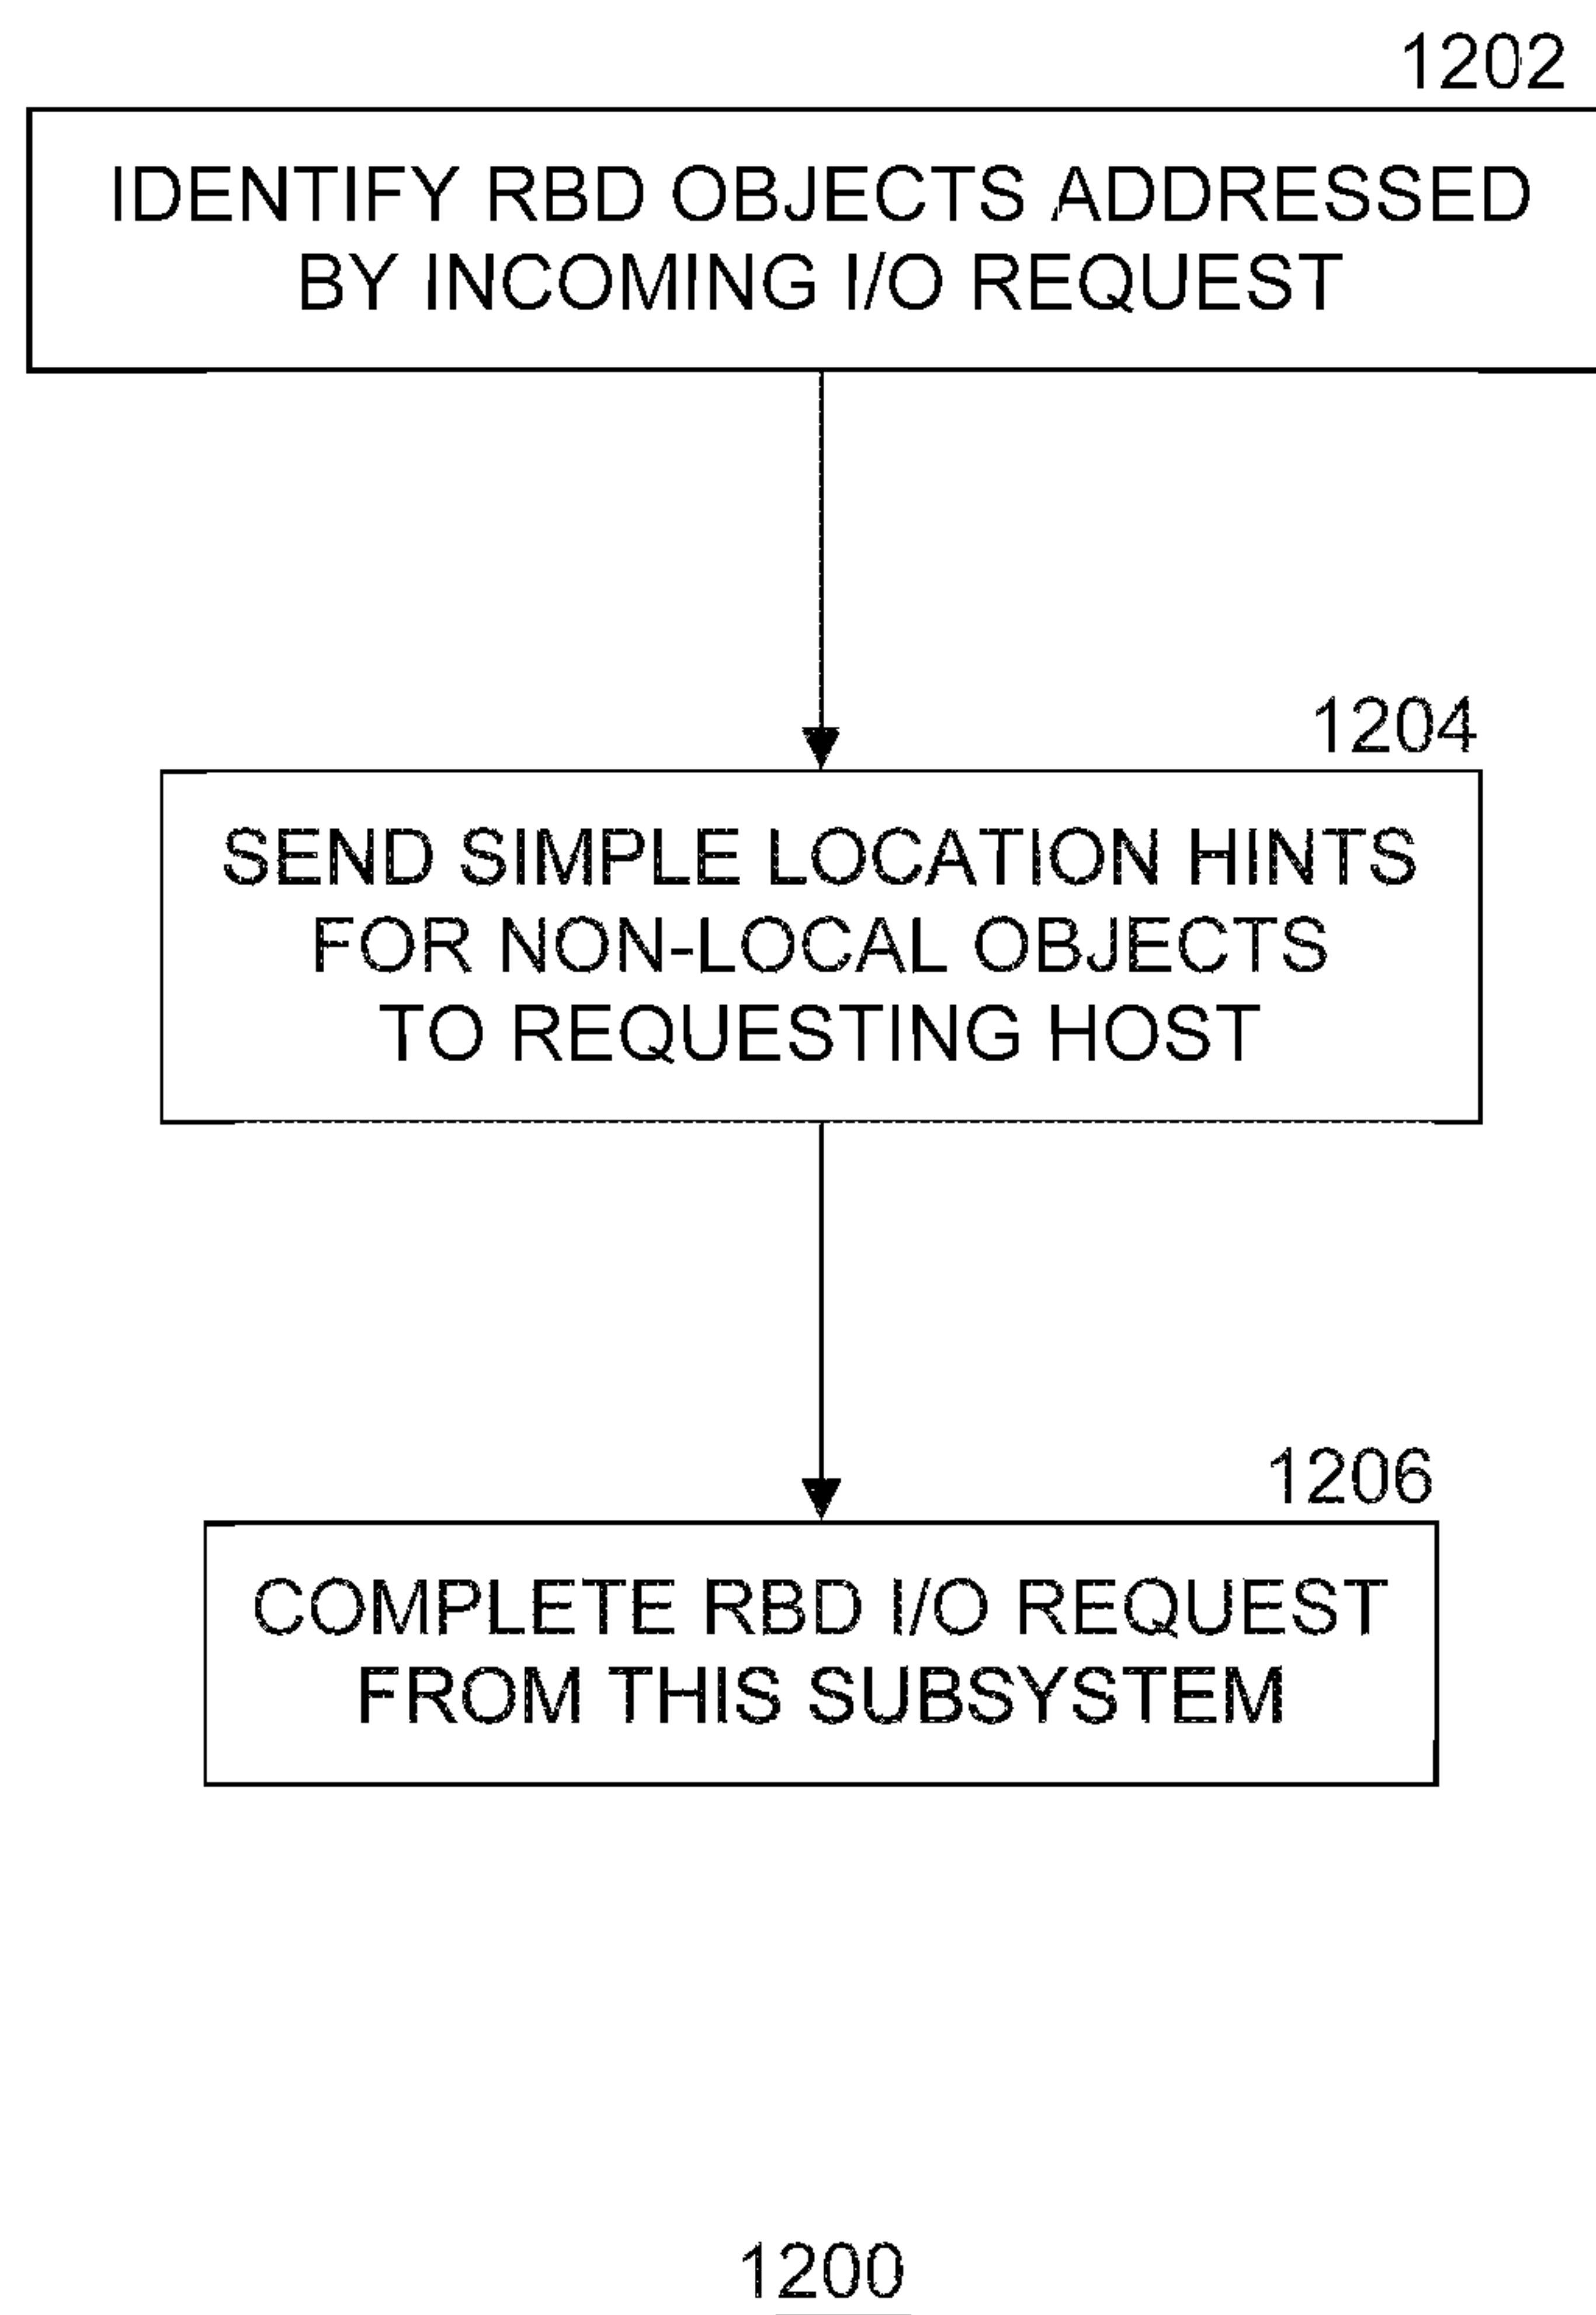 1202
IDENTIFY RBD OBJECTS ADDRESSED
BY INCOMING I/O REQUEST
1204
SEND SIMPLE LOCATION HINTS
FOR NON-LOCAL OBJECTS
TO REQUESTING HOST
1206
COMPLETE RBD I/O REQUEST
FROM THIS SUBSYSTEM
1200